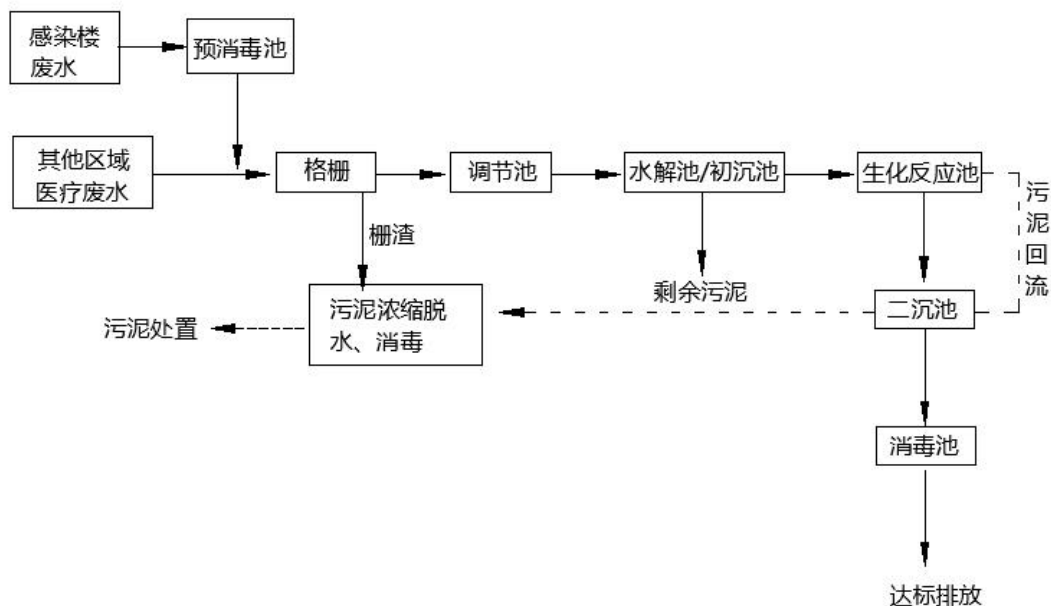 感染楼
废水
预消毒池
其他区域
医疗废水
格栅
调节池
水解池/初沉池
生化反应池
污
泥
回
流
栅渣
剩余污泥
二沉池
污泥浓缩脱
水、消毒
污泥处置
消毒池
达标排放